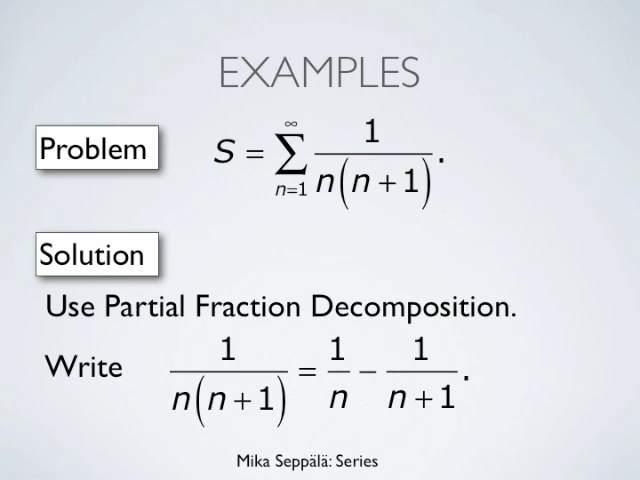 EXAMPLES
Problem
S = ∑_{n=1}^{∞} 1/(n(n+1)).
Solution
Use Partial Fraction Decomposition.
Write 1/(n(n+1)) = 1/n − 1/(n+1).
Mika Seppälä: Series